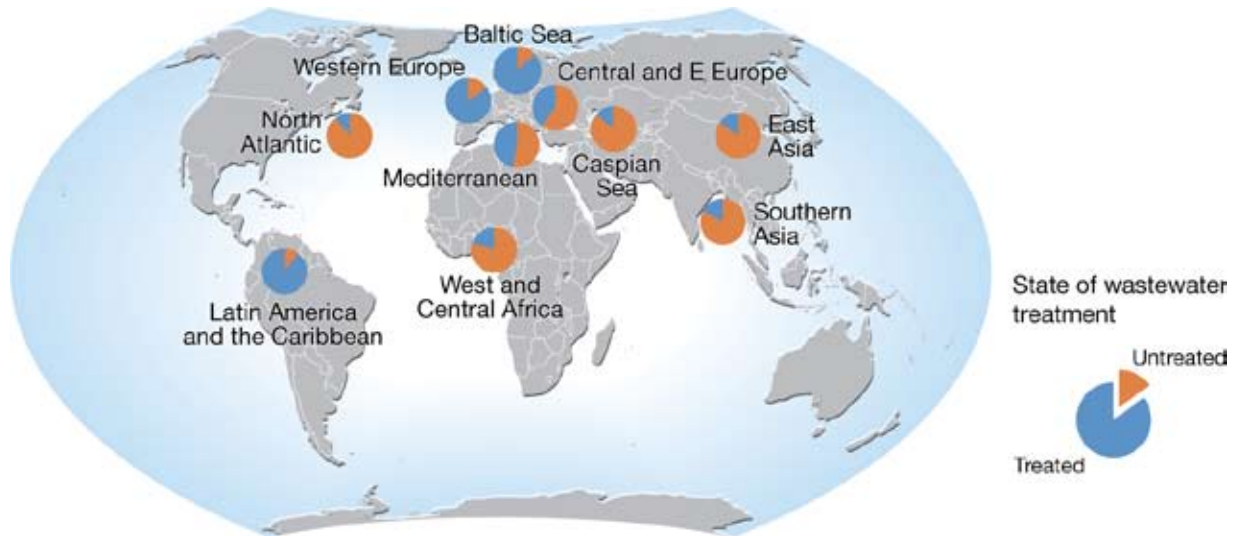 Baltic Sea
Western Europe
Central and E Europe
North
Atlantic
East
Asia
Mediterranean
Caspian
Sea
Southern
Asia
West and
Central Africa
Latin America
and the Caribbean
State of wastewater
treatment
Untreated
Treated